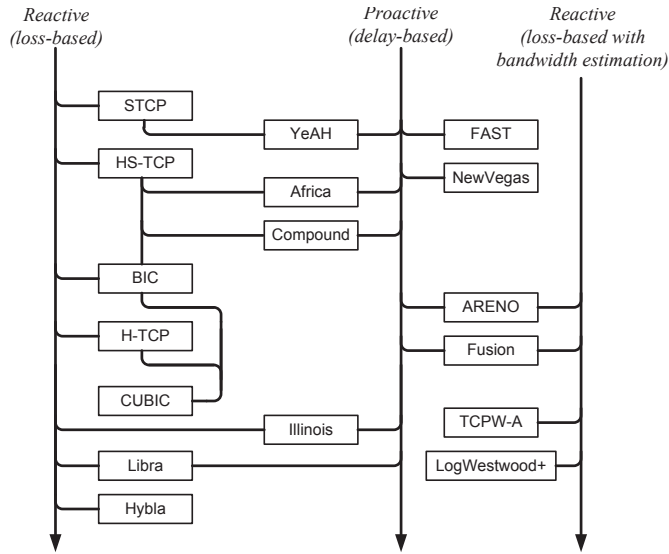 Reactive
(loss-based)
Proactive
(delay-based)
Reactive
(loss-based with
bandwidth estimation)
STCP
YeAH
FAST
HS-TCP
Africa
NewVegas
Compound
BIC
ARENO
H-TCP
Fusion
CUBIC
Illinois
TCPW-A
Libra
LogWestwood+
Hybla